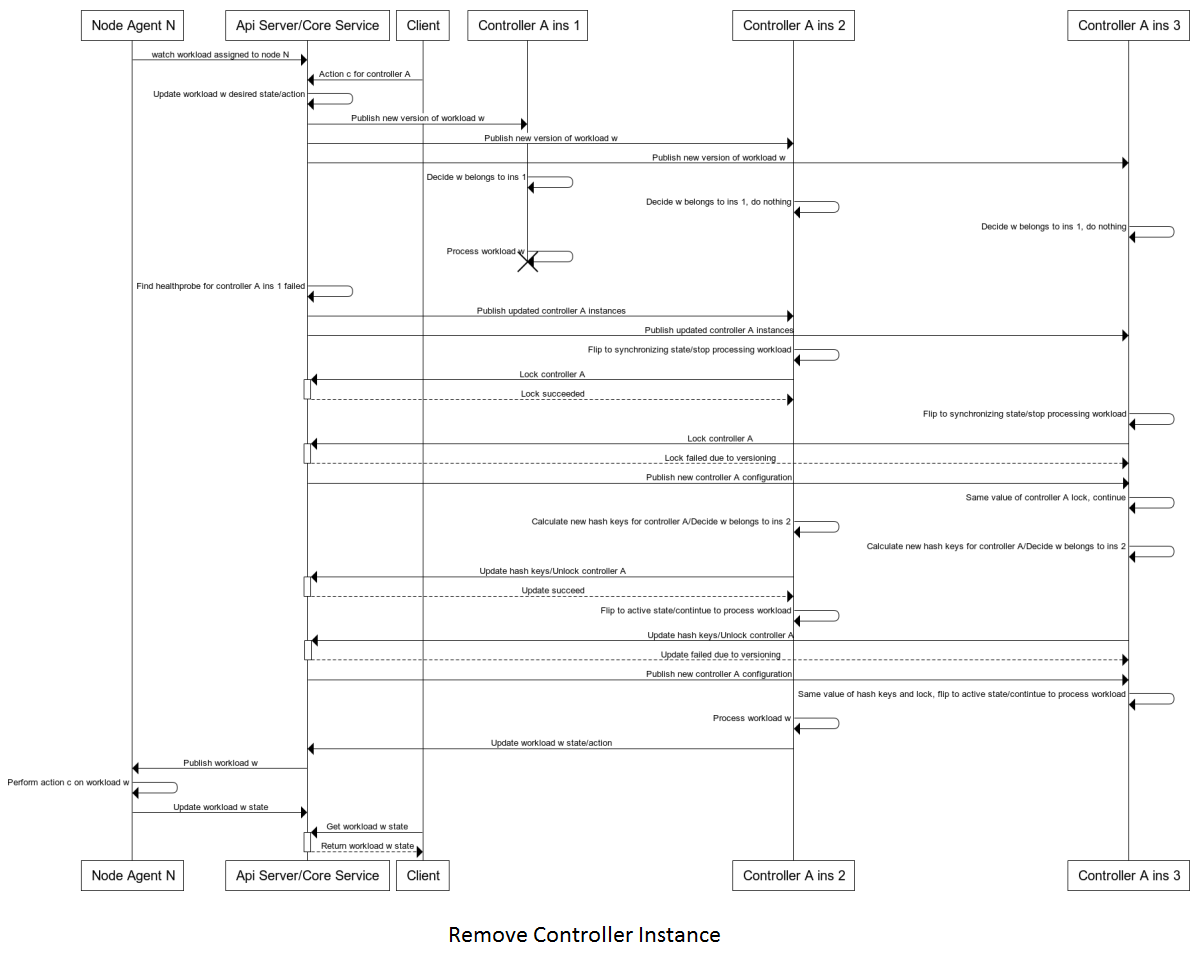 Node Agent N
Api Server/Core Service
Client
Controller A ins 1
Controller A ins 2
Controller A ins 3
watch workload assigned to node N
Action c for controller A
Update workload w desired state/action
Publish new version of workload w
Publish new version of workload w
Publish new version of workload w
Decide w belongs to ins 1
Decide w belongs to ins 1, do nothing
Decide w belongs to ins 1, do nothing
Process workload w
Find healthprobe for controller A ins 1 failed
Publish updated controller A instances
Publish updated controller A instances
Flip to synchronizing state/stop processing workload
Lock controller A
Lock succeeded
Flip to synchronizing state/stop processing workload
Lock controller A
Lock failed due to versioning
Publish new controller A configuration
Same value of controller A lock, continue
Calculate new hash keys for controller A/Decide w belongs to ins 2
Calculate new hash keys for controller A/Decide w belongs to ins 2
Update hash keys/Unlock controller A
Update succeed
Flip to active state/contintue to process workload
Update hash keys/Unlock controller A
Update failed due to versioning
Publish new controller A configuration
Same value of hash keys and lock, flip to active state/contintue to process workload
Process workload w
Update workload w state/action
Publish workload w
Perform action c on workload w
Update workload w state
Get workload w state
Return workload w state
Node Agent N
Api Server/Core Service
Client
Controller A ins 2
Controller A ins 3
Remove Controller Instance